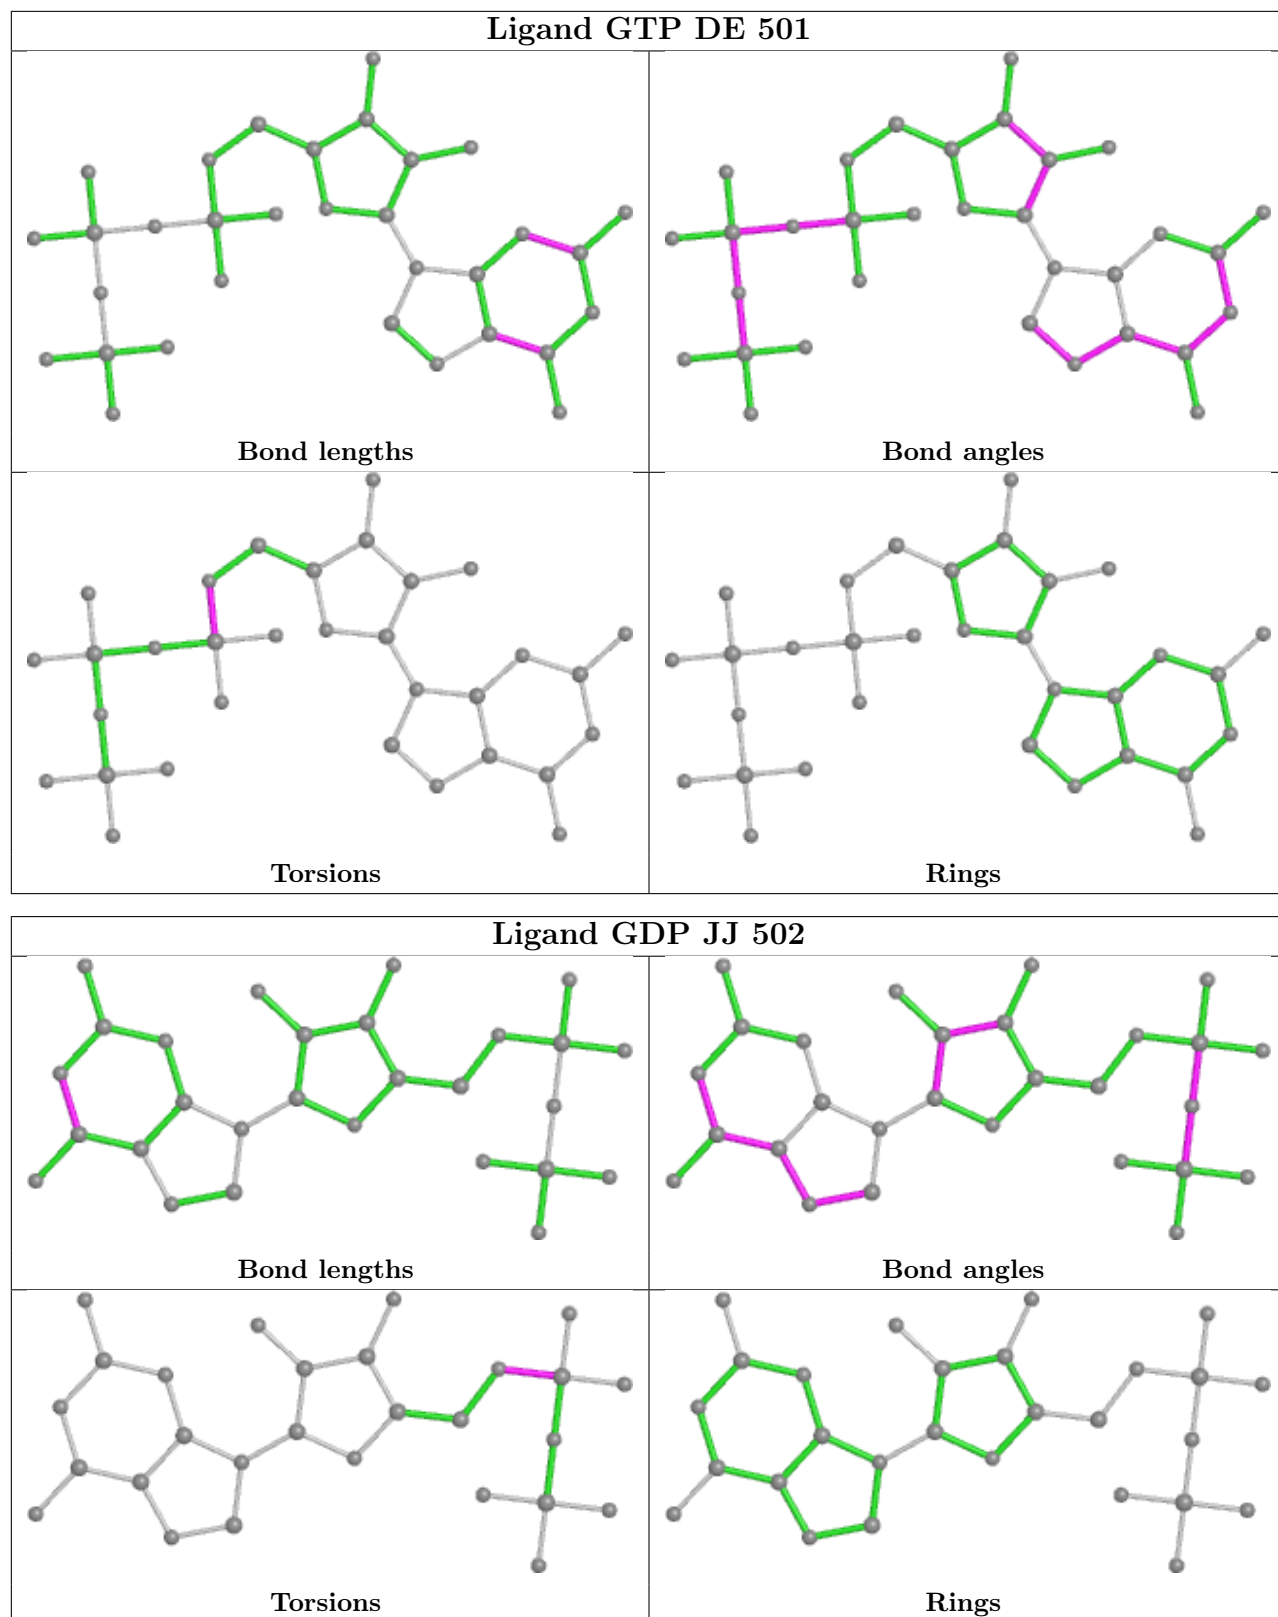 Ligand GTP DE 501
Bond lengths
Bond angles
Torsions
Rings
Ligand GDP JJ 502
Bond lengths
Bond angles
Torsions
Rings